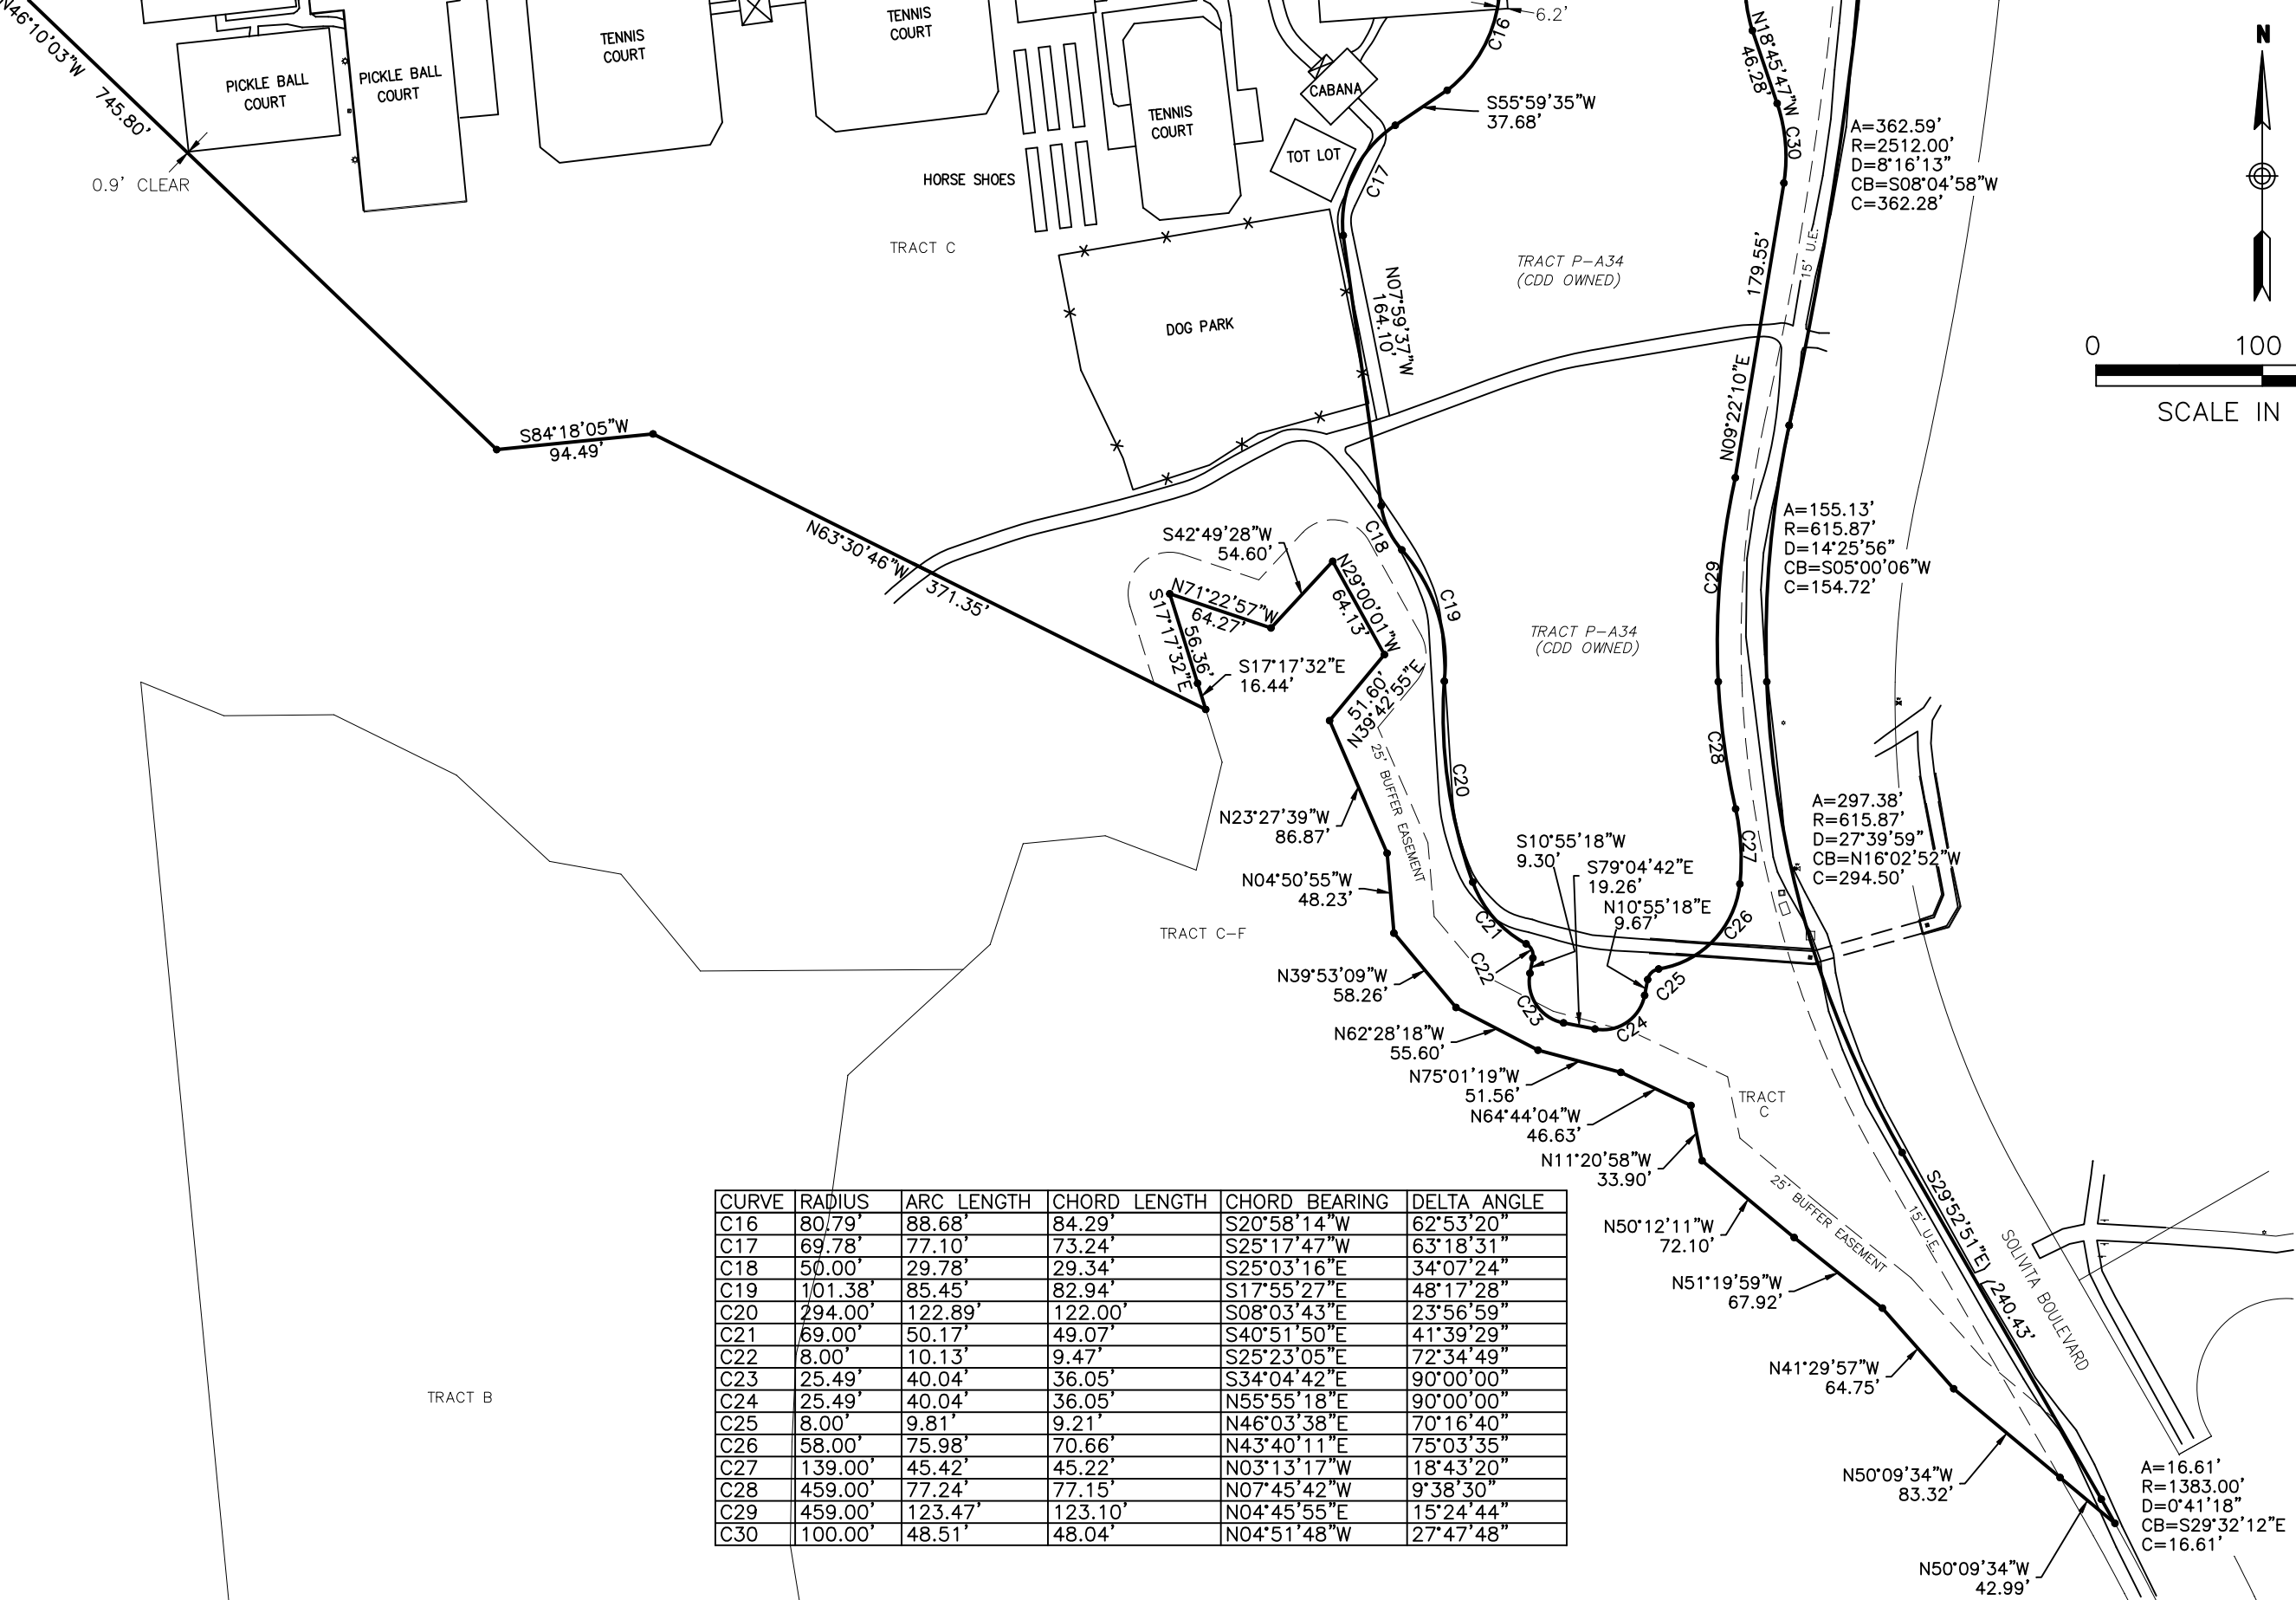 N46°10'03"W
745.80'
0.9' CLEAR
PICKLE BALL
COURT
PICKLE BALL
COURT
TENNIS
COURT
TENNIS
COURT
TENNIS
COURT
HORSE SHOES
TRACT C
CABANA
TOT LOT
DOG PARK
6.2'
C16
S55°59'35"W
37.68'
C17
N07°59'37"W
164.10'
TRACT P-A34
(CDD OWNED)
N18°45'47"W
46.28'
C30
179.55'
N09°22'10"E
15' U.E.
A=362.59'
R=2512.00'
D=8°16'13"
CB=S08°04'58"W
C=362.28'
N
0
100
SCALE IN
S84°18'05"W
94.49'
N63°30'46"W
371.35'
S42°49'28"W
54.60'
N71°22'57"W
64.27'
S17°17'32"E
56.36'
S17°17'32"E
16.44'
N29°00'01"W
64.13'
51.60'
N39°42'55"E
C18
C19
C20
C29
C28
C27
TRACT P-A34
(CDD OWNED)
A=155.13'
R=615.87'
D=14°25'56"
CB=S05°00'06"W
C=154.72'
A=297.38'
R=615.87'
D=27°39'59"
CB=N16°02'52"W
C=294.50'
25' BUFFER EASEMENT
N23°27'39"W
86.87'
N04°50'55"W
48.23'
TRACT C-F
S10°55'18"W
9.30'
S79°04'42"E
19.26'
N10°55'18"E
9.67'
C21
C22
C23
C24
C25
C26
N39°53'09"W
58.26'
N62°28'18"W
55.60'
N75°01'19"W
51.56'
N64°44'04"W
46.63'
N11°20'58"W
33.90'
TRACT
C
N50°12'11"W
72.10'
N51°19'59"W
67.92'
N41°29'57"W
64.75'
N50°09'34"W
83.32'
N50°09'34"W
42.99'
25' BUFFER EASEMENT
15' U.E.
S29°52'51"E
240.43'
SOLIVITA BOULEVARD
A=16.61'
R=1383.00'
D=0°41'18"
CB=S29°32'12"E
C=16.61'
TRACT B
CURVE RADIUS ARC LENGTH CHORD LENGTH CHORD BEARING DELTA ANGLE
C16 80.79' 88.68' 84.29' S20°58'14"W 62°53'20"
C17 69.78' 77.10' 73.24' S25°17'47"W 63°18'31"
C18 50.00' 29.78' 29.34' S25°03'16"E 34°07'24"
C19 101.38' 85.45' 82.94' S17°55'27"E 48°17'28"
C20 294.00' 122.89' 122.00' S08°03'43"E 23°56'59"
C21 69.00' 50.17' 49.07' S40°51'50"E 41°39'29"
C22 8.00' 10.13' 9.47' S25°23'05"E 72°34'49"
C23 25.49' 40.04' 36.05' S34°04'42"E 90°00'00"
C24 25.49' 40.04' 36.05' N55°55'18"E 90°00'00"
C25 8.00' 9.81' 9.21' N46°03'38"E 70°16'40"
C26 58.00' 75.98' 70.66' N43°40'11"E 75°03'35"
C27 139.00' 45.42' 45.22' N03°13'17"W 18°43'20"
C28 459.00' 77.24' 77.15' N07°45'42"W 9°38'30"
C29 459.00' 123.47' 123.10' N04°45'55"E 15°24'44"
C30 100.00' 48.51' 48.04' N04°51'48"W 27°47'48"